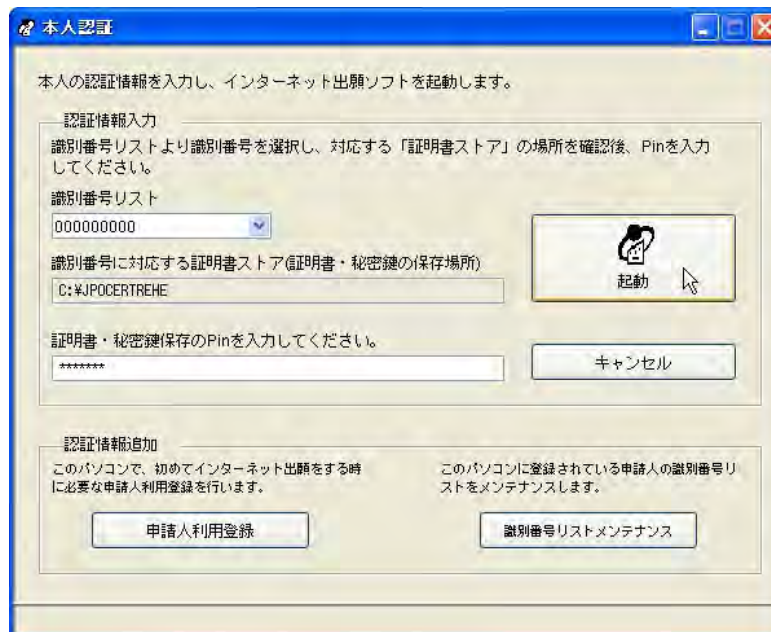 本人認証
本人の認証情報を入力し、インターネット出願ソフトを起動します。
認証情報入力
識別番号リストより識別番号を選択し、対応する「証明書ストア」の場所を確認後、Pinを入力
してください。
識別番号リスト
000000000
識別番号に対応する証明書ストア(証明書・秘密鍵の保存場所)
C:¥JPOCERTREHE
起動
証明書・秘密鍵保存のPinを入力してください。
*******
キャンセル
認証情報追加
このパソコンで、初めてインターネット出願をする時
に必要な申請人利用登録を行います。
申請人利用登録
このパソコンに登録されている申請人の識別番号リ
ストをメンテナンスします。
識別番号リストメンテナンス